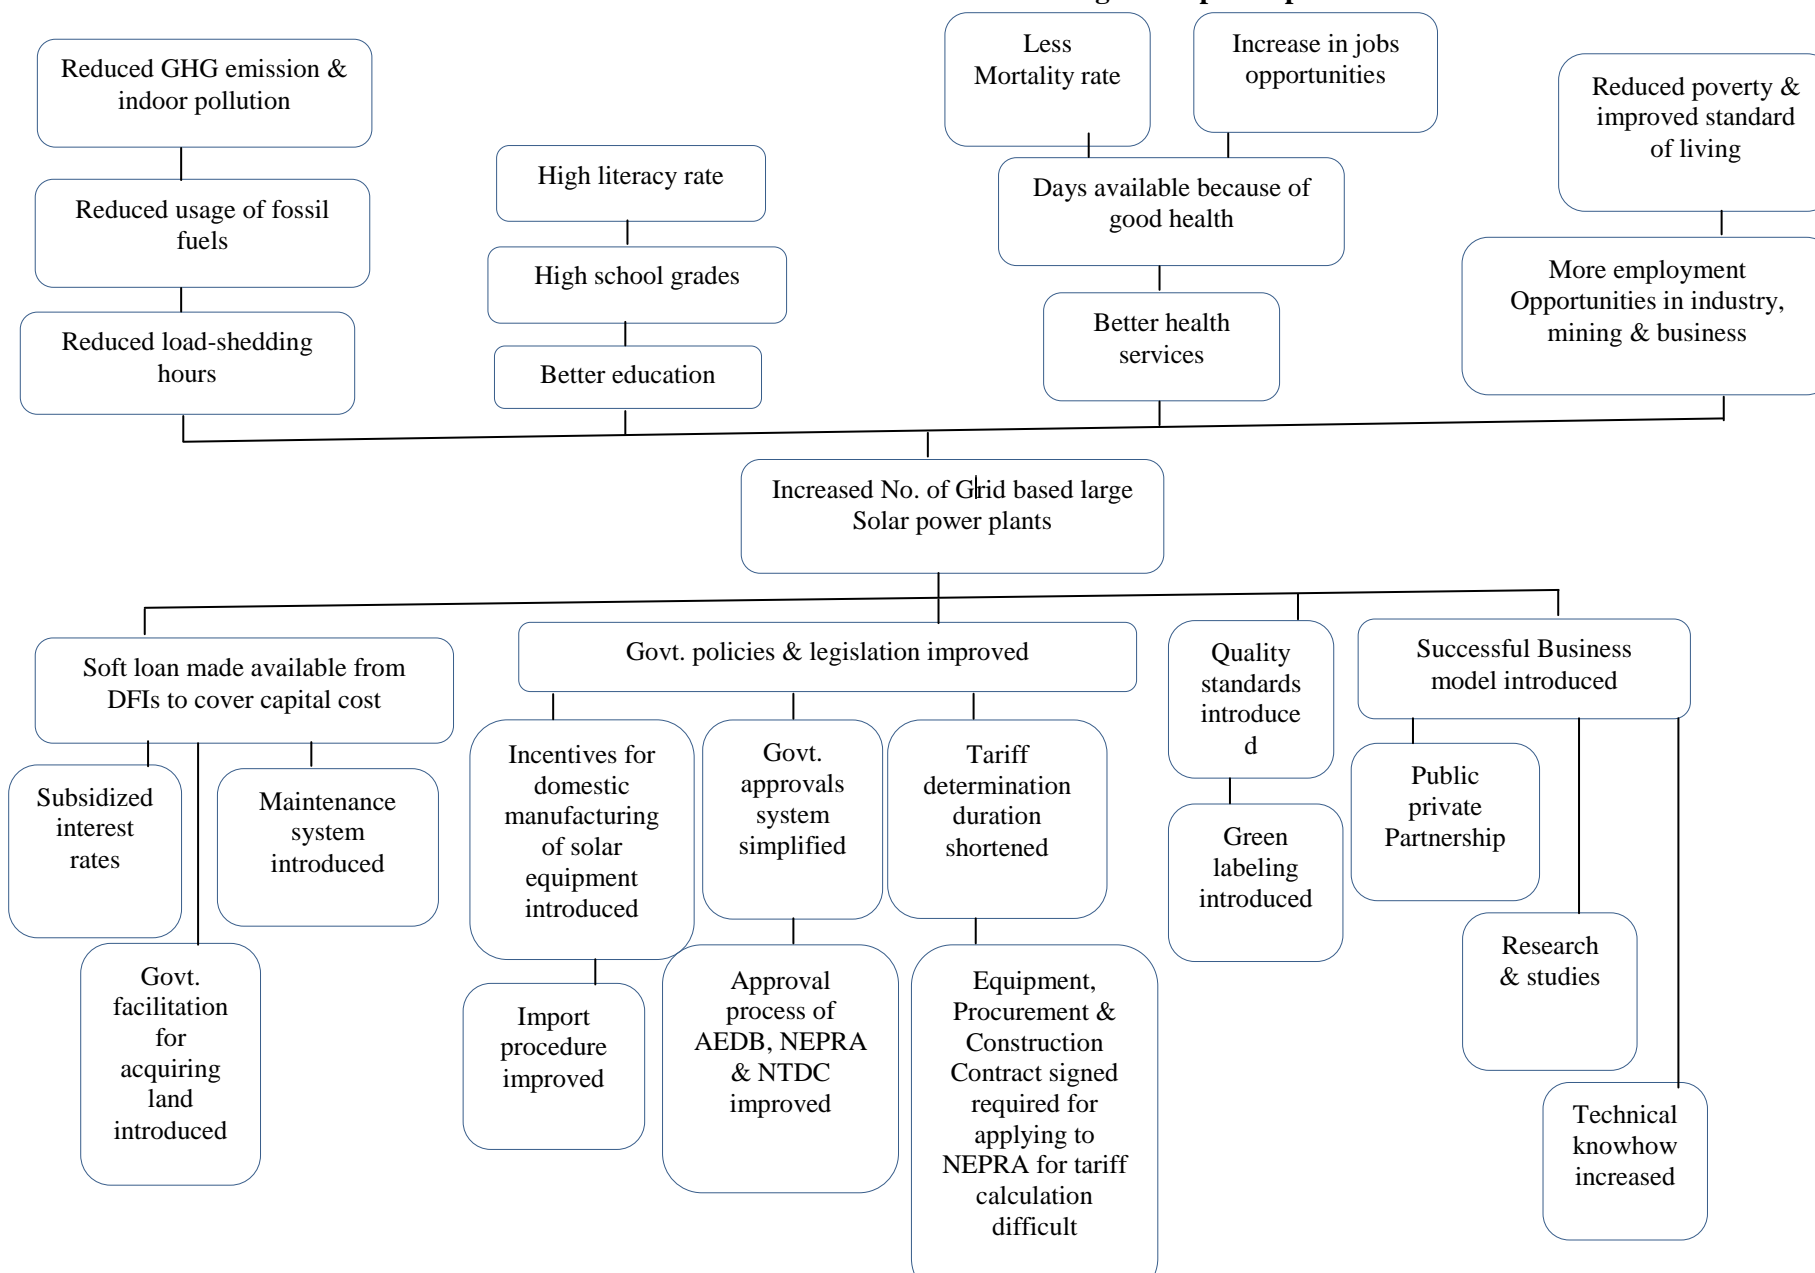 Less
Mortality rate
Increase in jobs
opportunities
Reduced GHG emission &
indoor pollution
Reduced poverty &
improved standard
of living
High literacy rate
Days available because of
good health
Reduced usage of fossil
fuels
High school grades
More employment
Opportunities in industry,
mining & business
Better health
services
Reduced load-shedding
hours
Better education
Increased No. of Grid based large
Solar power plants
Soft loan made available from
DFIs to cover capital cost
Govt. policies & legislation improved
Quality
standards
introduce
d
Successful Business
model introduced
Subsidized
interest
rates
Maintenance
system
introduced
Incentives for
domestic
manufacturing
of solar
equipment
introduced
Govt.
approvals
system
simplified
Tariff
determination
duration
shortened
Green
labeling
introduced
Public
private
Partnership
Research
& studies
Govt.
facilitation
for
acquiring
land
introduced
Import
procedure
improved
Approval
process of
AEDB, NEPRA
& NTDC
improved
Equipment,
Procurement &
Construction
Contract signed
required for
applying to
NEPRA for tariff
calculation
difficult
Technical
knowhow
increased